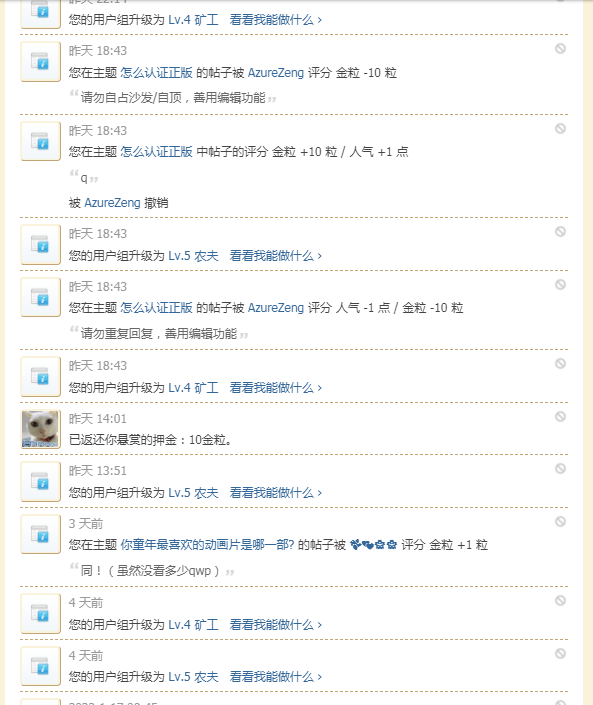 您的用户组升级为 Lv.4 矿工 看看我能做什么 ›
昨天 18:43
您在主题 怎么认证正版 的帖子被 AzureZeng 评分 金粒 -10 粒
“请勿自占沙发/自顶，善用编辑功能”
昨天 18:43
您在主题 怎么认证正版 中帖子的评分 金粒 +10 粒 / 人气 +1 点
“q”
被 AzureZeng 撤销
昨天 18:43
您的用户组升级为 Lv.5 农夫 看看我能做什么 ›
昨天 18:43
您在主题 怎么认证正版 的帖子被 AzureZeng 评分 人气 -1 点 / 金粒 -10 粒
“请勿重复回复，善用编辑功能”
昨天 18:43
您的用户组升级为 Lv.4 矿工 看看我能做什么 ›
昨天 14:01
已返还你悬赏的押金：10金粒。
昨天 13:51
您的用户组升级为 Lv.5 农夫 看看我能做什么 ›
3 天前
您在主题 你童年最喜欢的动画片是哪一部? 的帖子被 评分 金粒 +1 粒
“同！（虽然没看多少qwp）”
4 天前
您的用户组升级为 Lv.4 矿工 看看我能做什么 ›
4 天前
您的用户组升级为 Lv.5 农夫 看看我能做什么 ›